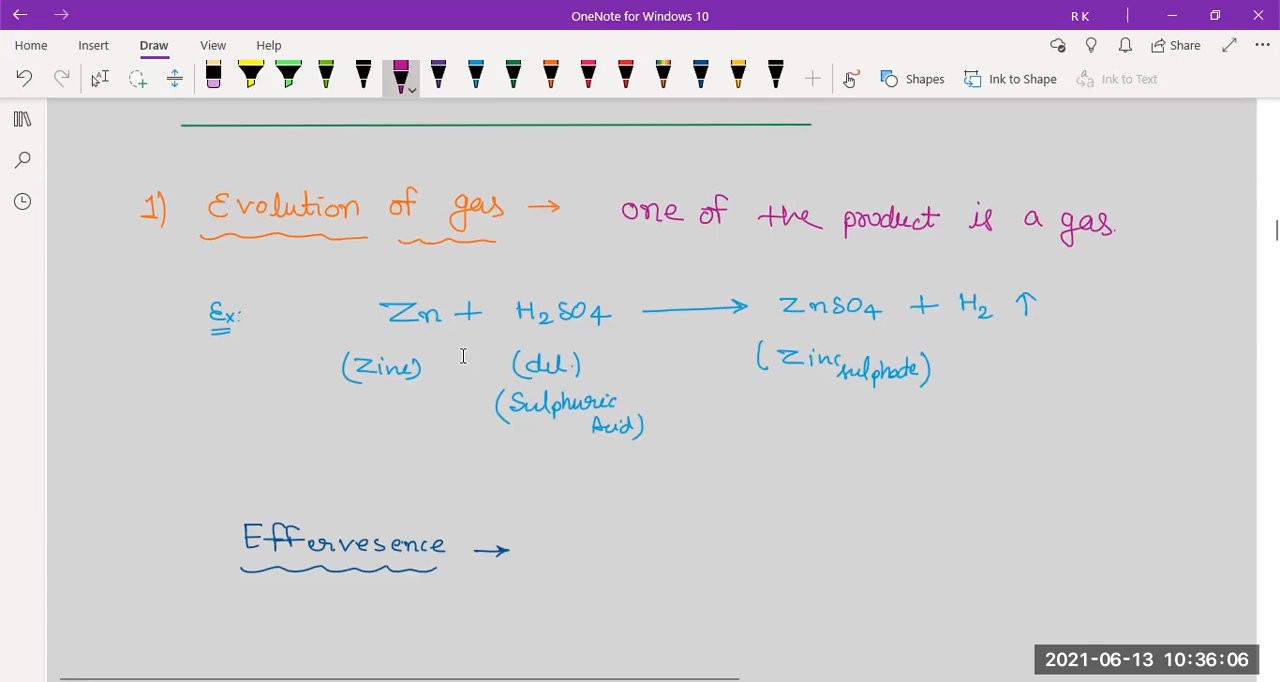 OneNote for Windows 10
R K
Home Insert Draw View Help
Share
Shapes Ink to Shape Ink to Text
1) Evolution of gas → one of the product is a gas.
Ex: Zn + H2SO4 ⟶ ZnSO4 + H2 ↑
(Zinc) (dil.) (Zinc sulphate)
(Sulphuric
Acid)
Effervesence →
2021-06-13 10:36:06